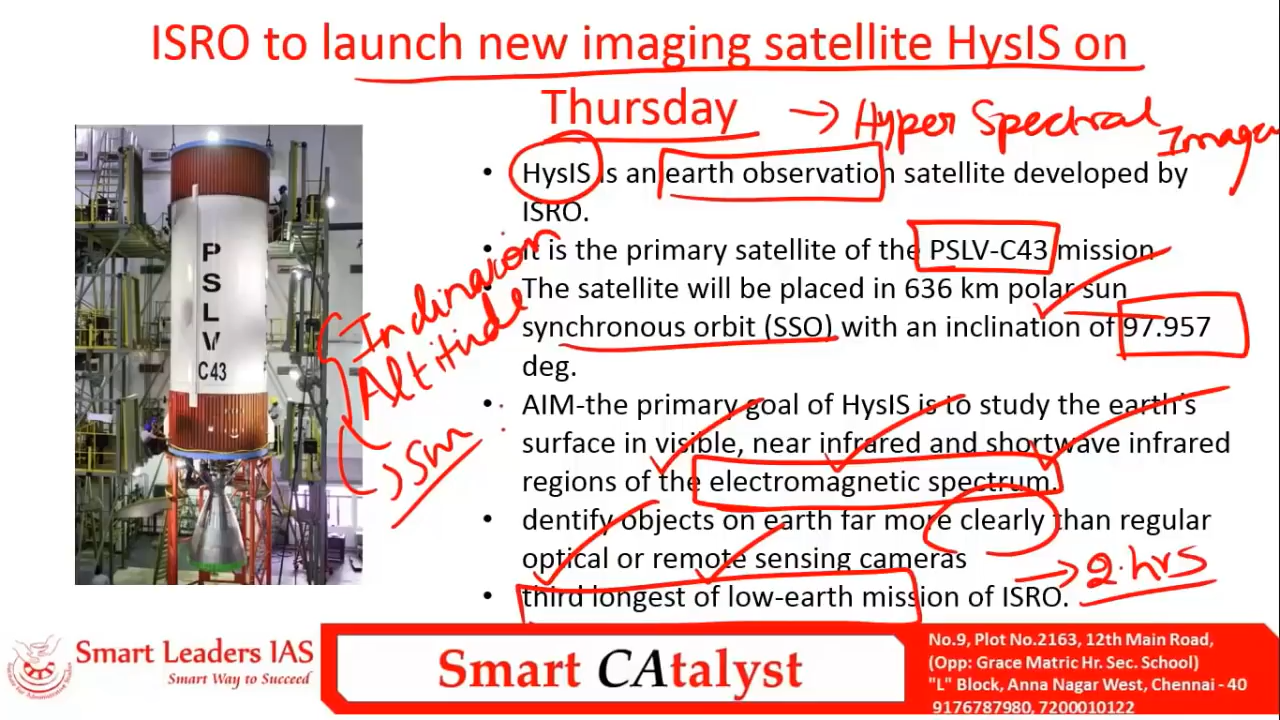 ISRO to launch new imaging satellite HysIS on
Thursday → Hyper Spectral
Imager
• HysIS is an earth observation satellite developed by
ISRO.
• It is the primary satellite of the PSLV-C43 mission
• The satellite will be placed in 636 km polar sun
synchronous orbit (SSO) with an inclination of 97.957
deg.
• AIM-the primary goal of HysIS is to study the earth's
surface in visible, near infrared and shortwave infrared
regions of the electromagnetic spectrum.
• dentify objects on earth far more clearly than regular
optical or remote sensing cameras
→ 2.hrs
• third longest of low-earth mission of ISRO.
Inclination
Altitude
Sun
P
S
L
V
C43
Smart Leaders IAS
Smart Way to Succeed
Smart CAtalyst
No.9, Plot No.2163, 12th Main Road,
(Opp: Grace Matric Hr. Sec. School)
"L" Block, Anna Nagar West, Chennai - 40
9176787980, 7200010122